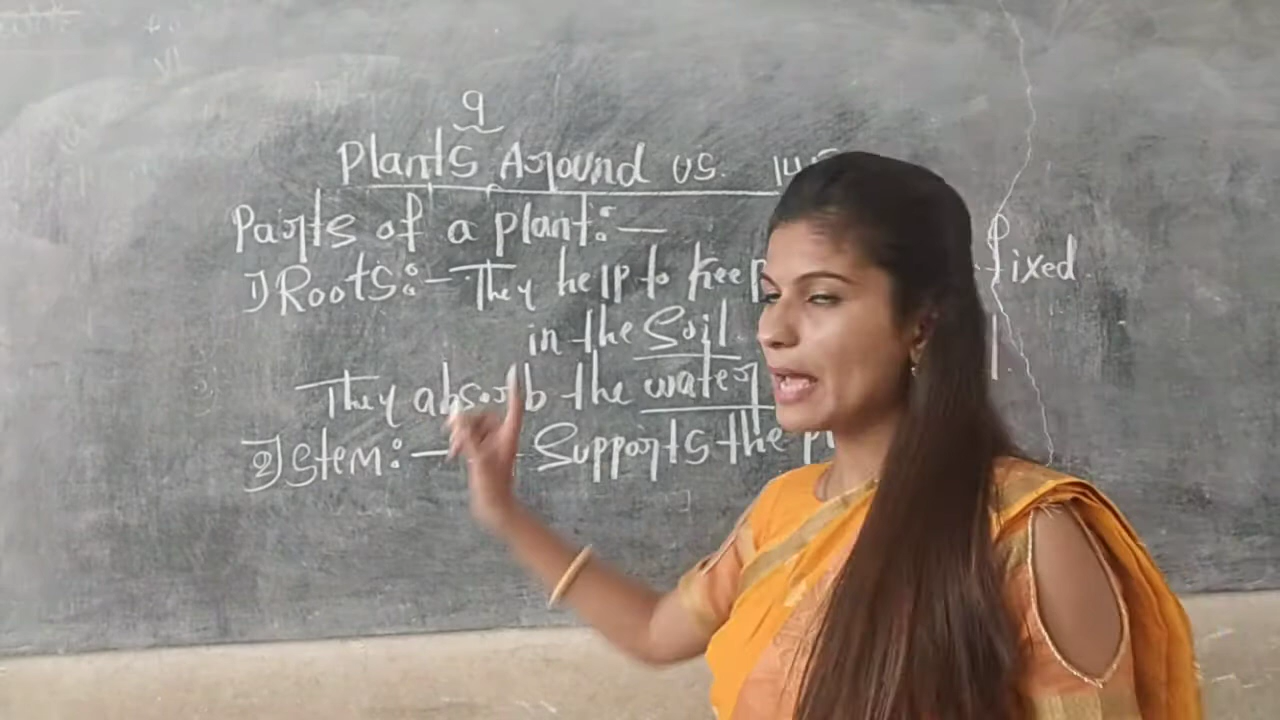 9
Plants Around us.
Parts of a plant:-
1) Roots:- They help to keep fixed
in the Soil
They absorb the water
2) Stem:- Supports the